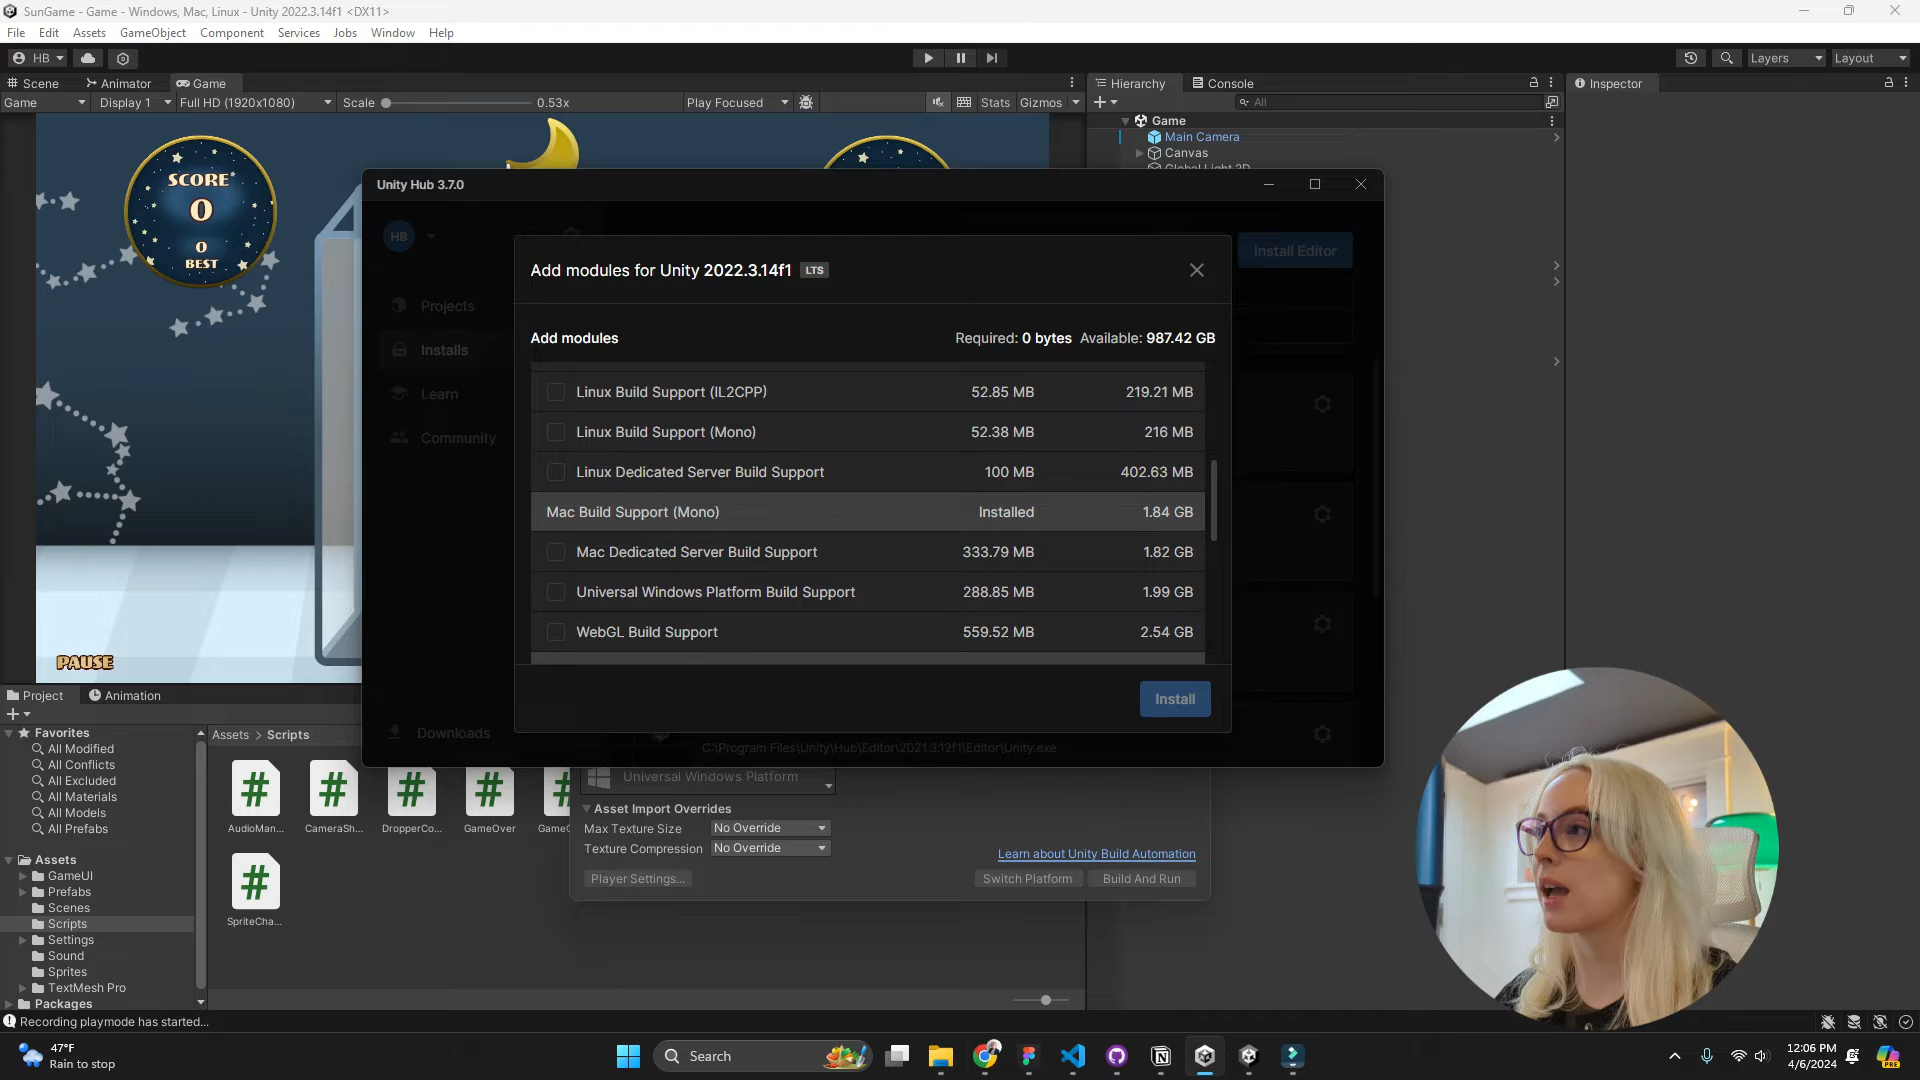 SunGame - Game - Windows, Mac, Linux - Unity 2022.3.14f1 <DX11>
File Edit Assets GameObject Component Services Jobs Window Help
HB Layers Layout
Scene Animator Game Hierarchy Console Inspector
Game Display 1 Full HD (1920x1080) Scale 0.53x Play Focused Stats Gizmos All
Game
Main Camera
Canvas
Global Light 2D
SCORE
0
0
BEST
PAUSE
Unity Hub 3.7.0
HB
Install Editor
Projects
Installs
Learn
Community
Downloads
Add modules for Unity 2022.3.14f1 LTS
Add modules Required: 0 bytes Available: 987.42 GB
Linux Build Support (IL2CPP) 52.85 MB 219.21 MB
Linux Build Support (Mono) 52.38 MB 216 MB
Linux Dedicated Server Build Support 100 MB 402.63 MB
Mac Build Support (Mono) Installed 1.84 GB
Mac Dedicated Server Build Support 333.79 MB 1.82 GB
Universal Windows Platform Build Support 288.85 MB 1.99 GB
WebGL Build Support 559.52 MB 2.54 GB
Install
C:\Program Files\Unity\Hub\Editor\2021.3.12f1\Editor\Unity.exe
Universal Windows Platform
Asset Import Overrides
Max Texture Size No Override
Texture Compression No Override
Learn about Unity Build Automation
Player Settings... Switch Platform Build And Run
Project Animation
Favorites
All Modified
All Conflicts
All Excluded
All Materials
All Models
All Prefabs
Assets
GameUI
Prefabs
Scenes
Scripts
Settings
Sound
Sprites
TextMesh Pro
Packages
Assets > Scripts
AudioMan... CameraSh... DropperCo... GameOver GameC
SpriteCha...
Recording playmode has started...
47°F
Rain to stop
Search
12:06 PM
4/6/2024
PRE